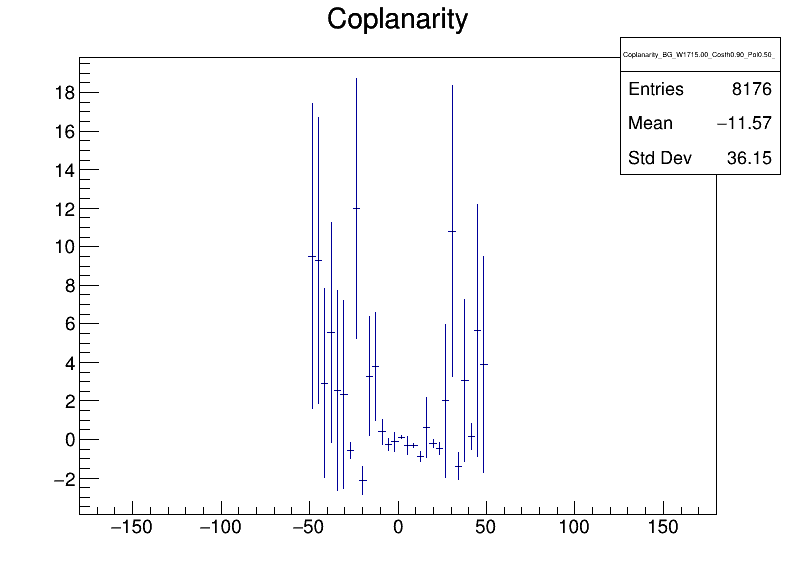 Coplanarity
Coplanarity_BG_W1715.00_Costh0.90_Pol0.50_
Entries 8176
Mean −11.57
Std Dev 36.15
18
16
14
12
10
8
6
4
2
0
−2
−150 −100 −50 0 50 100 150